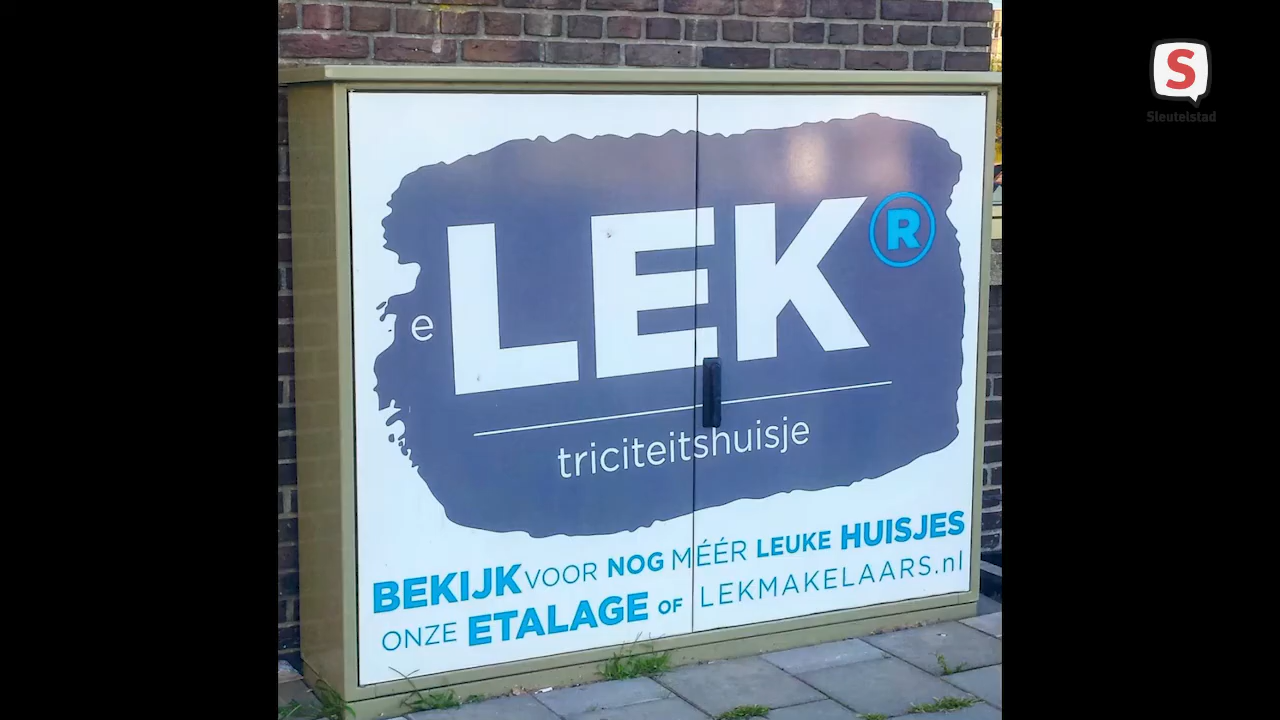 S
Sleutelstad
e LEK ®
triciteitshuisje
BEKIJK VOOR NOG MÉÉR LEUKE HUISJES
ONZE ETALAGE OF LEKMAKELAARS.nl